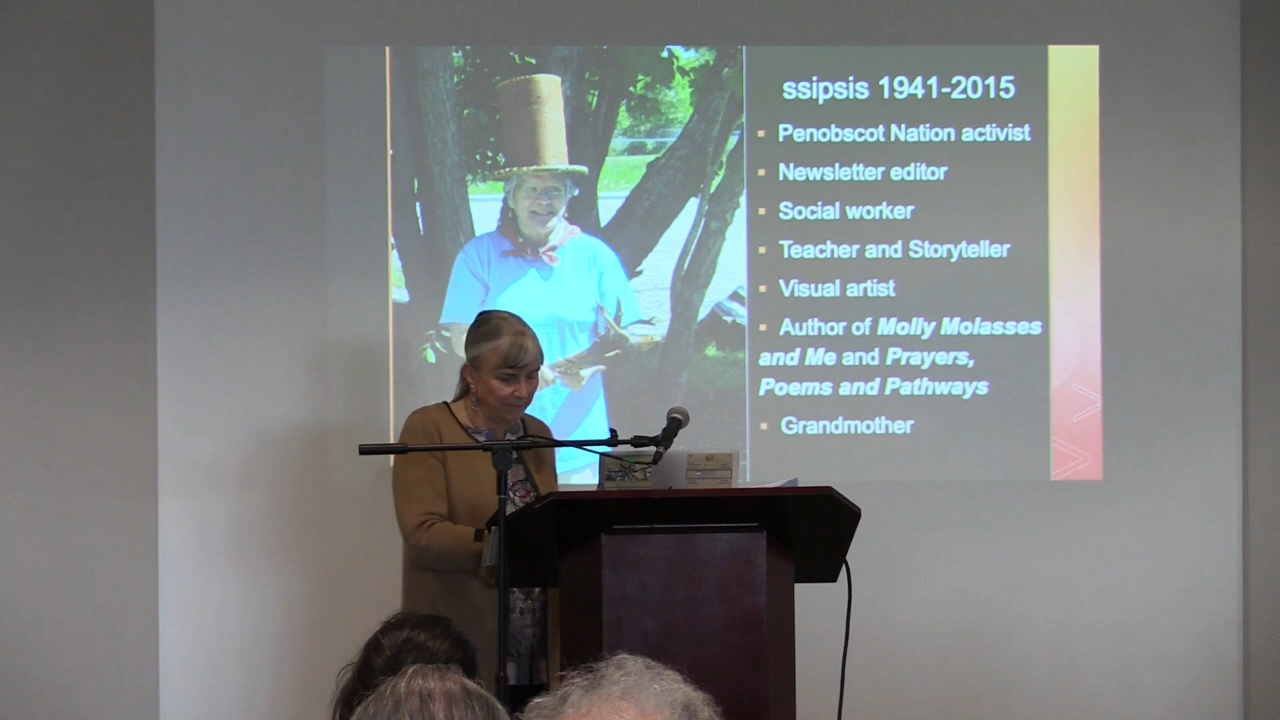 ssipsis 1941-2015
▪ Penobscot Nation activist
▪ Newsletter editor
▪ Social worker
▪ Teacher and Storyteller
▪ Visual artist
▪ Author of Molly Molasses
and Me and Prayers,
Poems and Pathways
▪ Grandmother